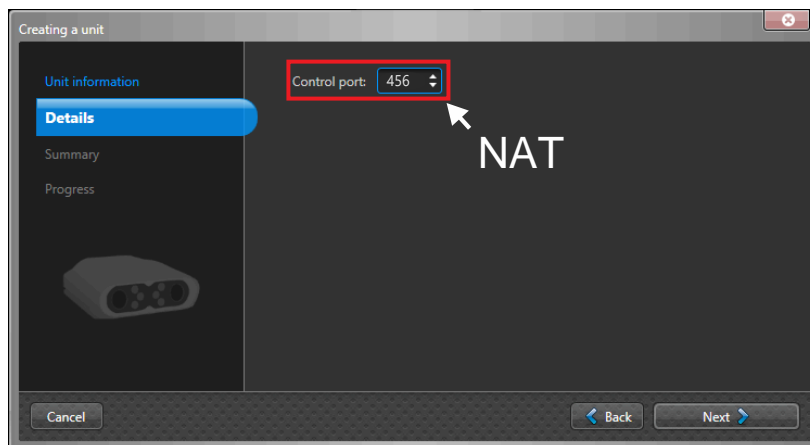 Creating a unit
Unit information
Details
Summary
Progress
Control port: 456
NAT
Cancel
Back
Next